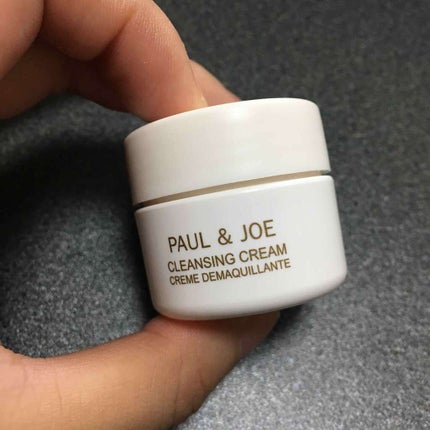 PAUL & JOE
CLEANSING CREAM
CREME DEMAQUILLANTE